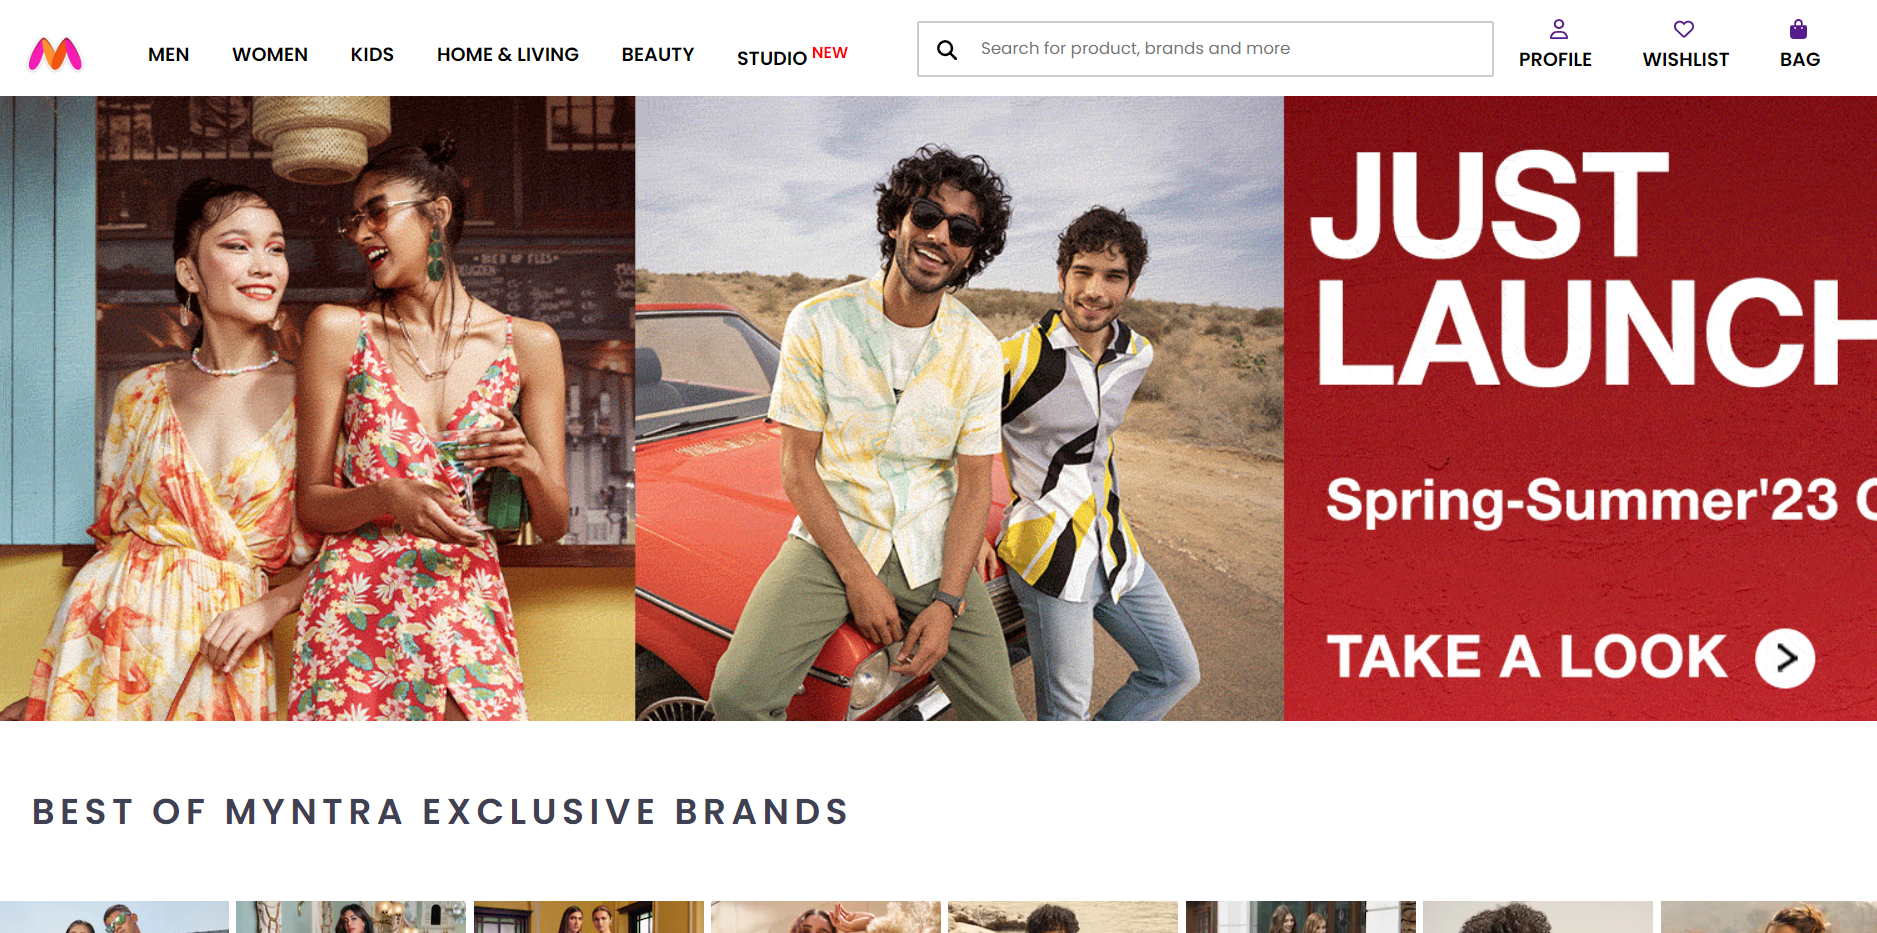 MEN WOMEN KIDS HOME & LIVING BEAUTY STUDIO NEW
Search for product, brands and more
PROFILE WISHLIST BAG
JUST
LAUNCH
Spring-Summer'23
TAKE A LOOK
BEST OF MYNTRA EXCLUSIVE BRANDS